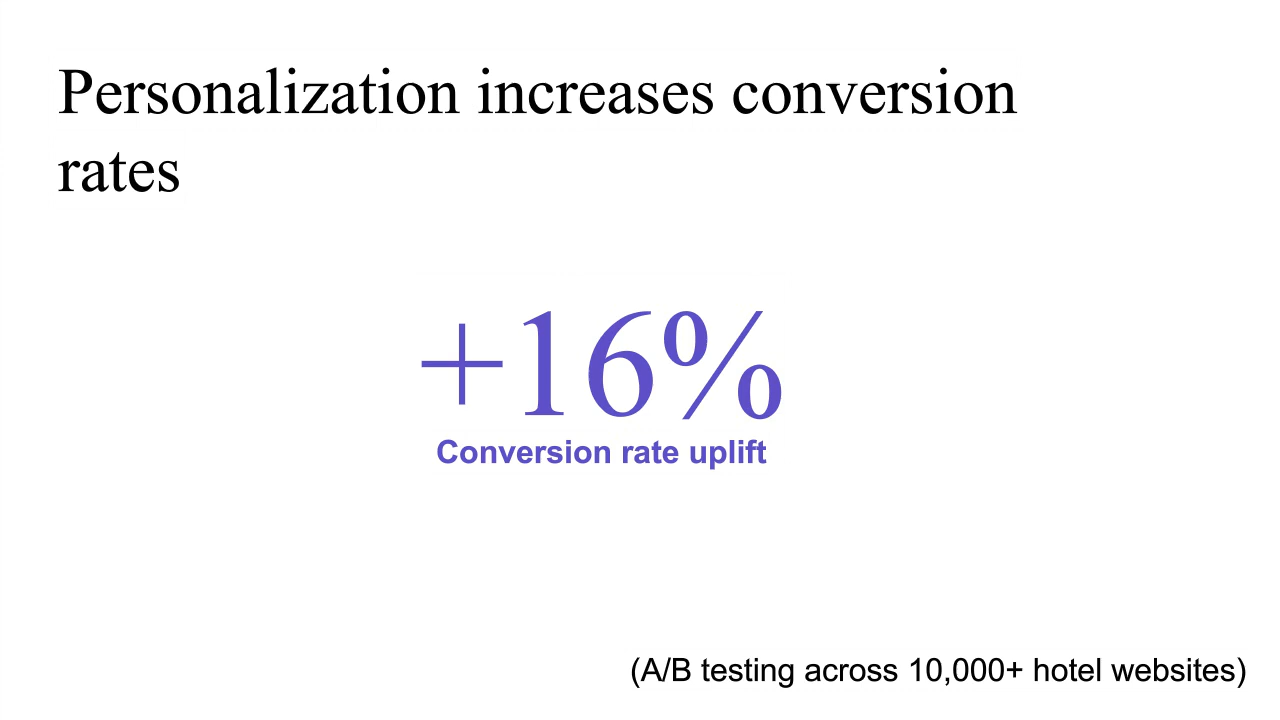 Personalization increases conversion
rates
+16%
Conversion rate uplift
(A/B testing across 10,000+ hotel websites)